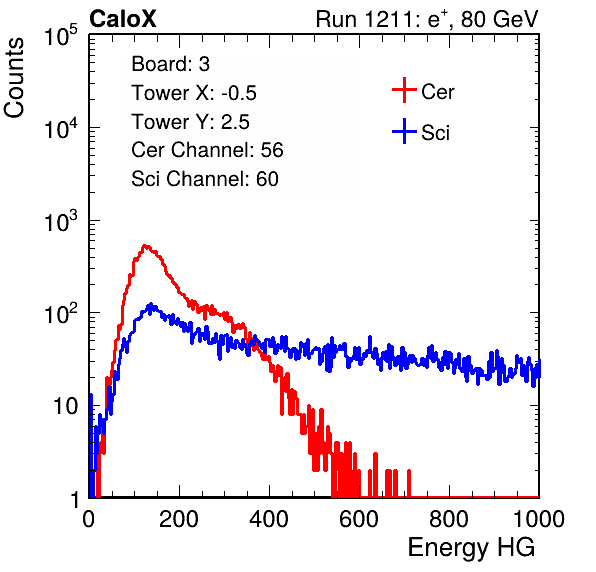 CaloX Run 1211: e⁺, 80 GeV
Counts
Board: 3
Tower X: -0.5
Tower Y: 2.5
Cer Channel: 56
Sci Channel: 60
Cer
Sci
10⁵
10⁴
10³
10²
10
1
0 200 400 600 800 1000
Energy HG